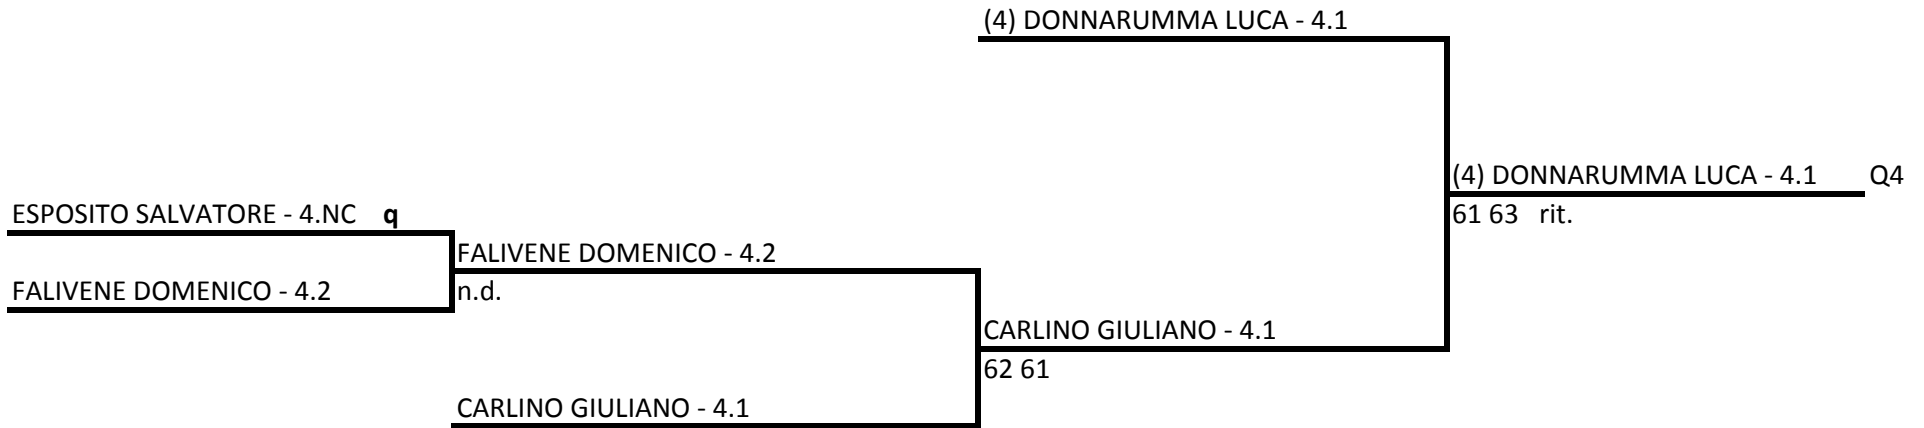 (4) DONNARUMMA LUCA - 4.1
(4) DONNARUMMA LUCA - 4.1 Q4
ESPOSITO SALVATORE - 4.NC q
61 63 rit.
FALIVENE DOMENICO - 4.2
FALIVENE DOMENICO - 4.2
n.d.
CARLINO GIULIANO - 4.1
62 61
CARLINO GIULIANO - 4.1